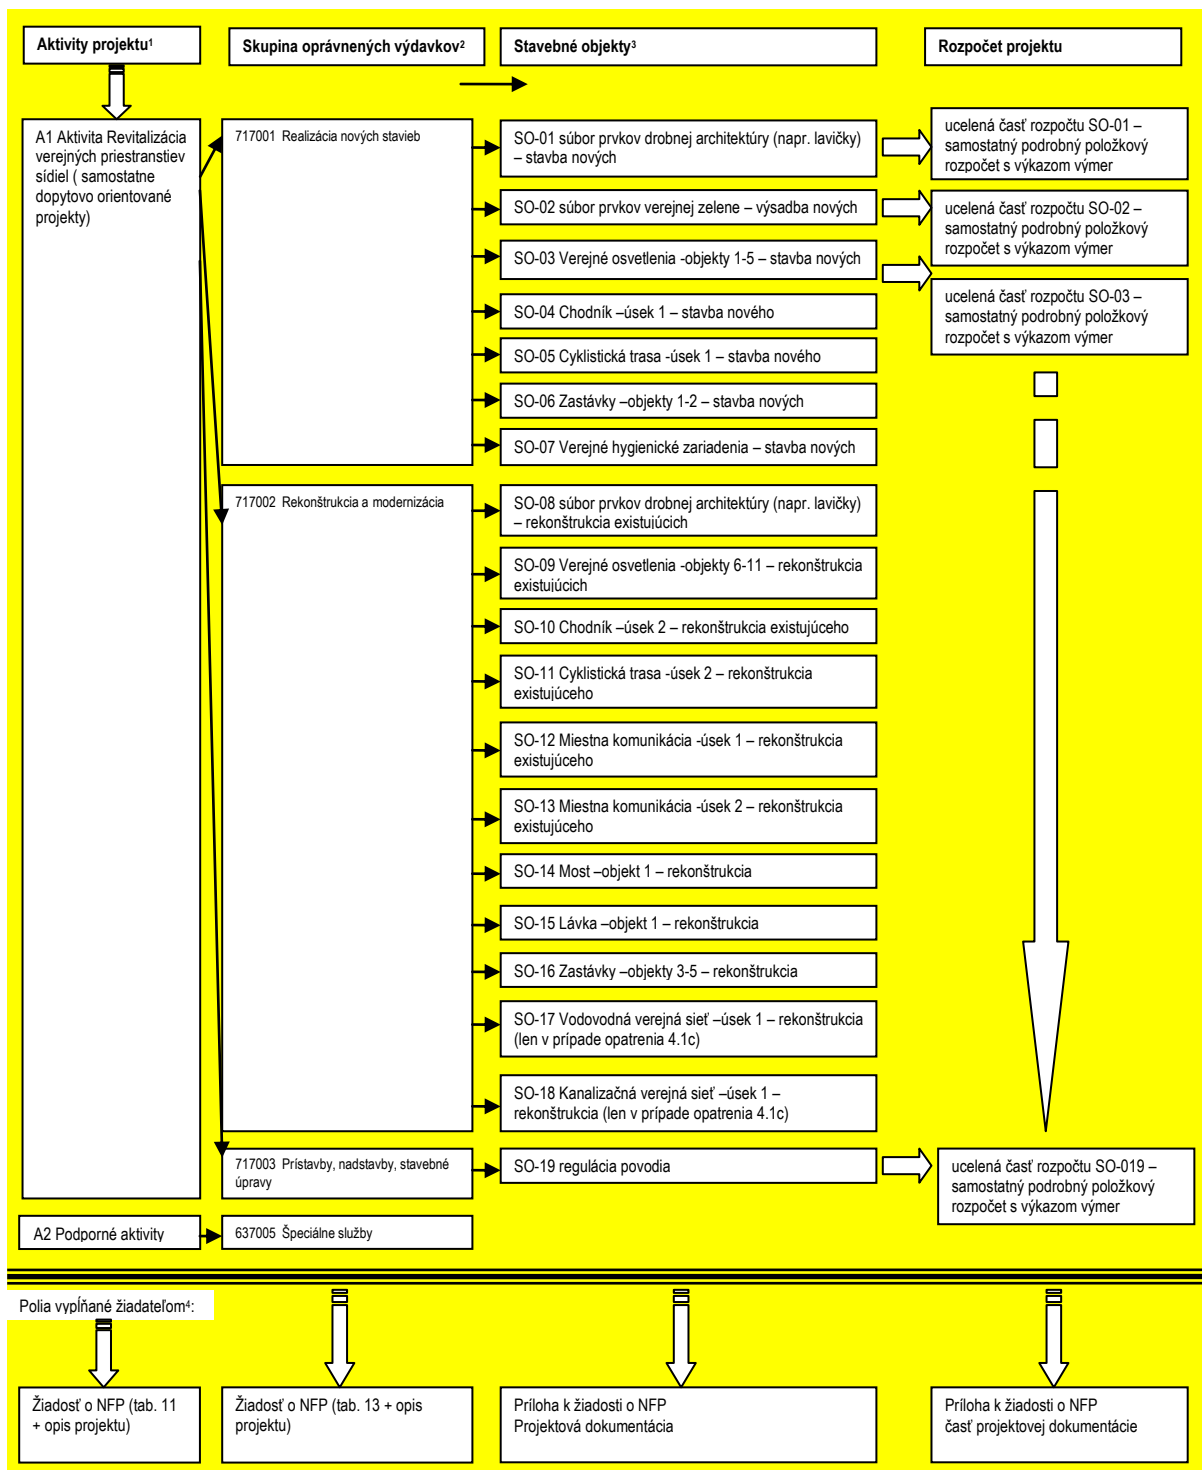 Aktivity projektu¹
Skupina oprávnených výdavkov²
Stavebné objekty³
Rozpočet projektu
A1 Aktivita Revitalizácia
verejných priestranstiev
sídiel ( samostatne
dopytovo orientované
projekty)
717001 Realizácia nových stavieb
SO-01 súbor prvkov drobnej architektúry (napr. lavičky)
– stavba nových
SO-02 súbor prvkov verejnej zelene – výsadba nových
SO-03 Verejné osvetlenia -objekty 1-5 – stavba nových
SO-04 Chodník –úsek 1 – stavba nového
SO-05 Cyklistická trasa -úsek 1 – stavba nového
SO-06 Zastávky –objekty 1-2 – stavba nových
SO-07 Verejné hygienické zariadenia – stavba nových
ucelená časť rozpočtu SO-01 –
samostatný podrobný položkový
rozpočet s výkazom výmer
ucelená časť rozpočtu SO-02 –
samostatný podrobný položkový
rozpočet s výkazom výmer
ucelená časť rozpočtu SO-03 –
samostatný podrobný položkový
rozpočet s výkazom výmer
717002 Rekonštrukcia a modernizácia
SO-08 súbor prvkov drobnej architektúry (napr. lavičky)
– rekonštrukcia existujúcich
SO-09 Verejné osvetlenia -objekty 6-11 – rekonštrukcia
existujúcich
SO-10 Chodník –úsek 2 – rekonštrukcia existujúceho
SO-11 Cyklistická trasa -úsek 2 – rekonštrukcia
existujúceho
SO-12 Miestna komunikácia -úsek 1 – rekonštrukcia
existujúceho
SO-13 Miestna komunikácia -úsek 2 – rekonštrukcia
existujúceho
SO-14 Most –objekt 1 – rekonštrukcia
SO-15 Lávka –objekt 1 – rekonštrukcia
SO-16 Zastávky –objekty 3-5 – rekonštrukcia
SO-17 Vodovodná verejná sieť –úsek 1 – rekonštrukcia
(len v prípade opatrenia 4.1c)
SO-18 Kanalizačná verejná sieť –úsek 1 –
rekonštrukcia (len v prípade opatrenia 4.1c)
717003 Prístavby, nadstavby, stavebné
úpravy
SO-19 regulácia povodia
ucelená časť rozpočtu SO-019 –
samostatný podrobný položkový
rozpočet s výkazom výmer
A2 Podporné aktivity
637005 Špeciálne služby
Polia vypĺňané žiadateľom⁴:
Žiadosť o NFP (tab. 11
+ opis projektu)
Žiadosť o NFP (tab. 13 + opis
projektu)
Príloha k žiadosti o NFP
Projektová dokumentácia
Príloha k žiadosti o NFP
časť projektovej dokumentácie